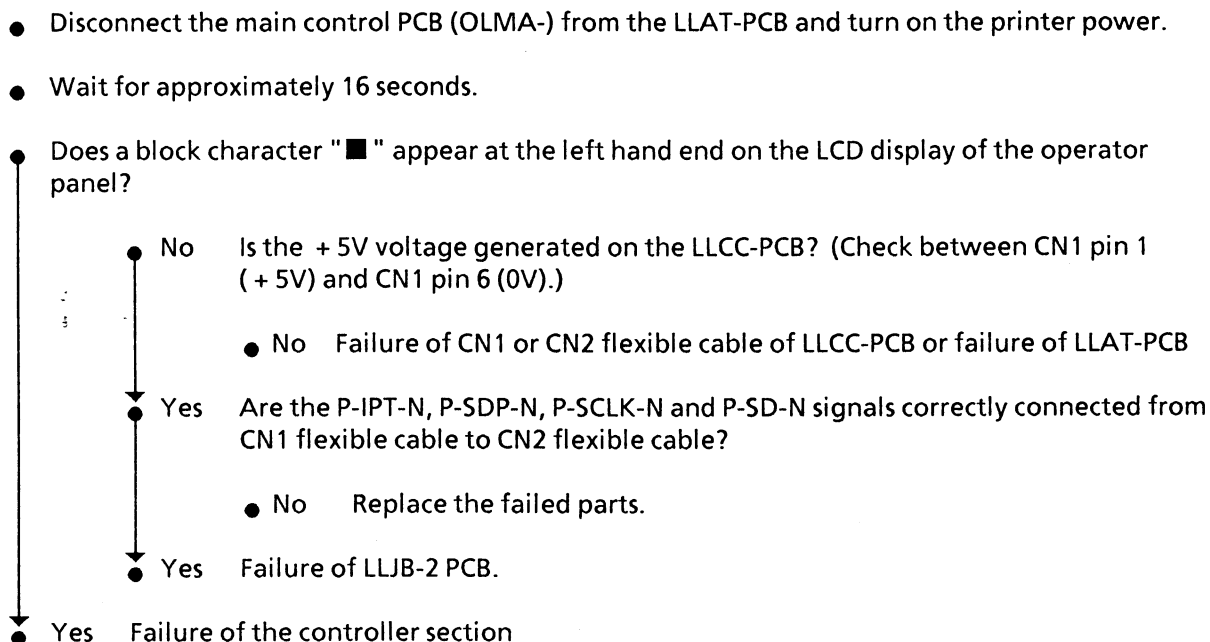 Disconnect the main control PCB (OLMA-) from the LLAT-PCB and turn on the printer power.
Wait for approximately 16 seconds.
Does a block character "■" appear at the left hand end on the LCD display of the operator
panel?
No Is the +5V voltage generated on the LLCC-PCB? (Check between CN1 pin 1
(+5V) and CN1 pin 6 (0V).)
No Failure of CN1 or CN2 flexible cable of LLCC-PCB or failure of LLAT-PCB
Yes Are the P-IPT-N, P-SDP-N, P-SCLK-N and P-SD-N signals correctly connected from
CN1 flexible cable to CN2 flexible cable?
No Replace the failed parts.
Yes Failure of LLJB-2 PCB.
Yes Failure of the controller section